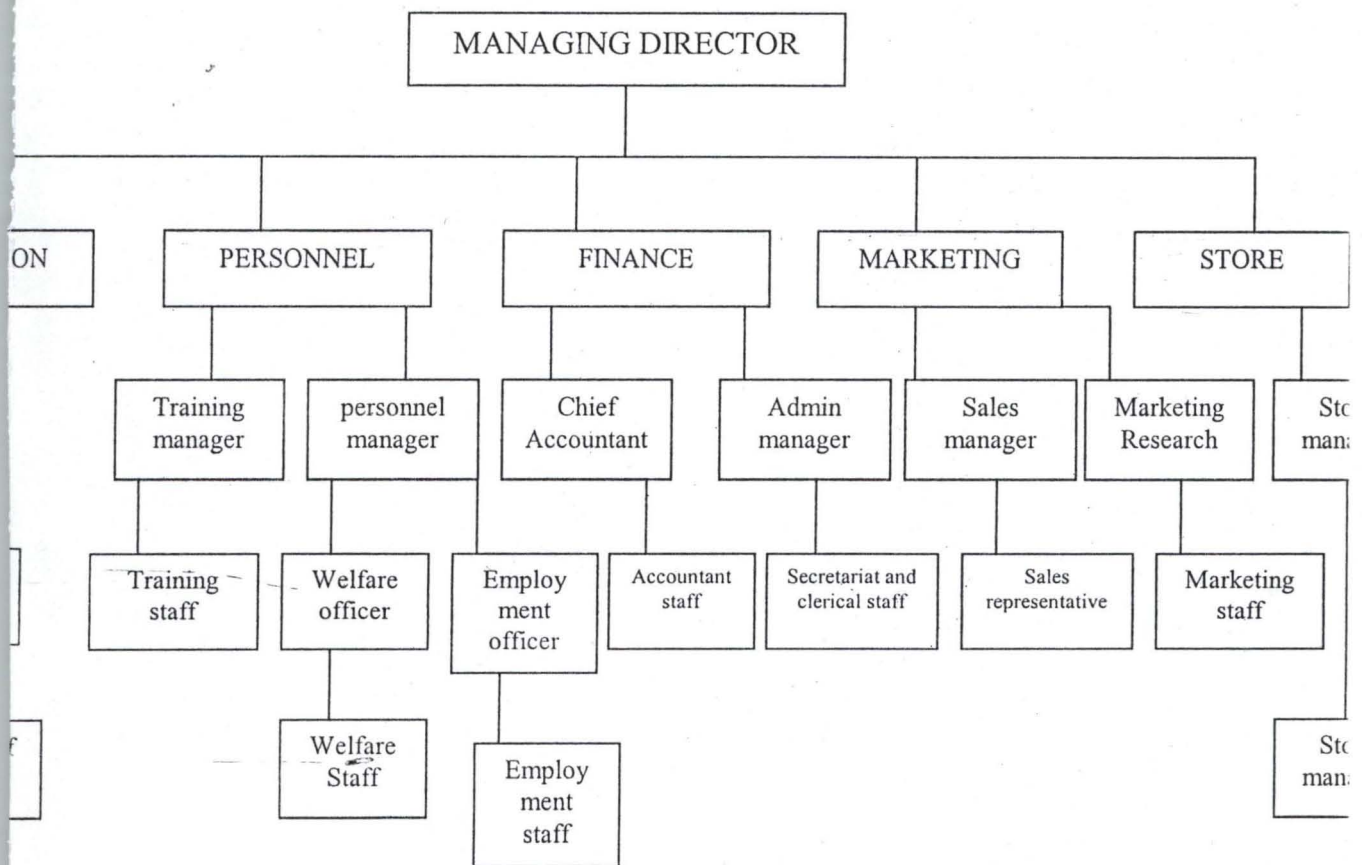 MANAGING DIRECTOR
ON
PERSONNEL
FINANCE
MARKETING
STORE
Training
manager
personnel
manager
Chief
Accountant
Admin
manager
Sales
manager
Marketing
Research
Training
staff
Welfare
officer
Employ
ment
officer
Accountant
staff
Secretariat and
clerical staff
Sales
representative
Marketing
staff
Welfare
Staff
Employ
ment
staff